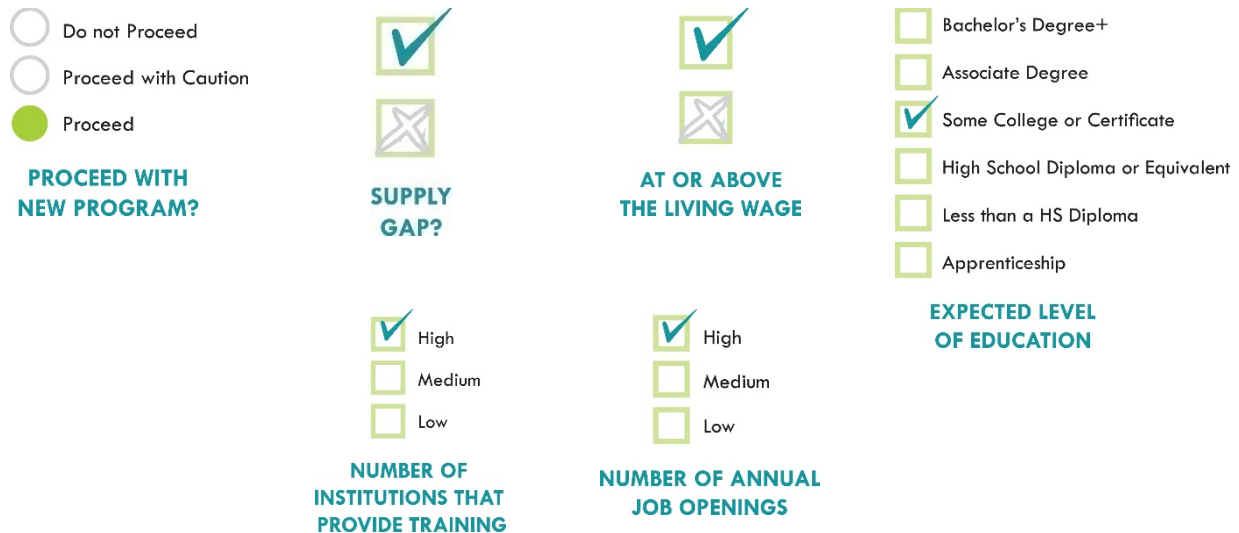 Do not Proceed
Proceed with Caution
Proceed
PROCEED WITH
NEW PROGRAM?
SUPPLY
GAP?
AT OR ABOVE
THE LIVING WAGE
Bachelor's Degree+
Associate Degree
Some College or Certificate
High School Diploma or Equivalent
Less than a HS Diploma
Apprenticeship
EXPECTED LEVEL
OF EDUCATION
High
Medium
Low
NUMBER OF
INSTITUTIONS THAT
PROVIDE TRAINING
High
Medium
Low
NUMBER OF ANNUAL
JOB OPENINGS